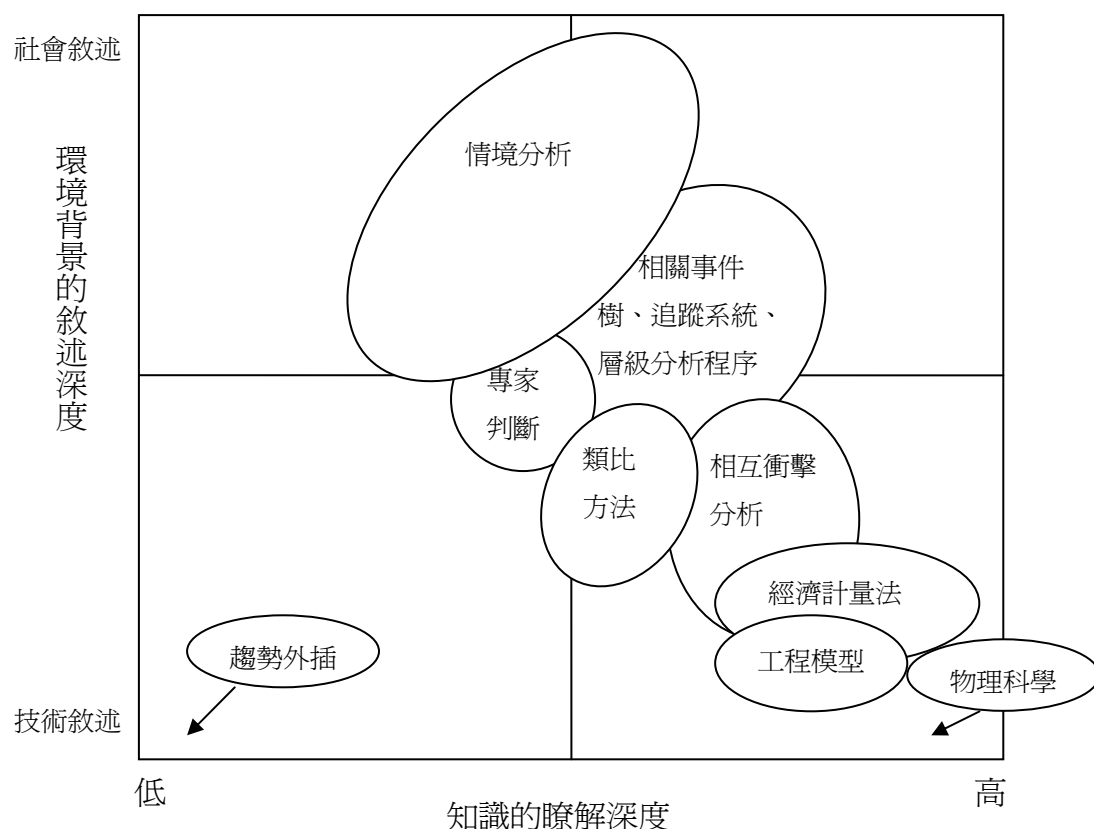 社會敘述
環境背景的敘述深度
情境分析
相關事件
樹、追蹤系統、
層級分析程序
專家
判斷
類比
方法
相互衝擊
分析
經濟計量法
工程模型
物理科學
趨勢外插
技術敘述
低
高
知識的瞭解深度